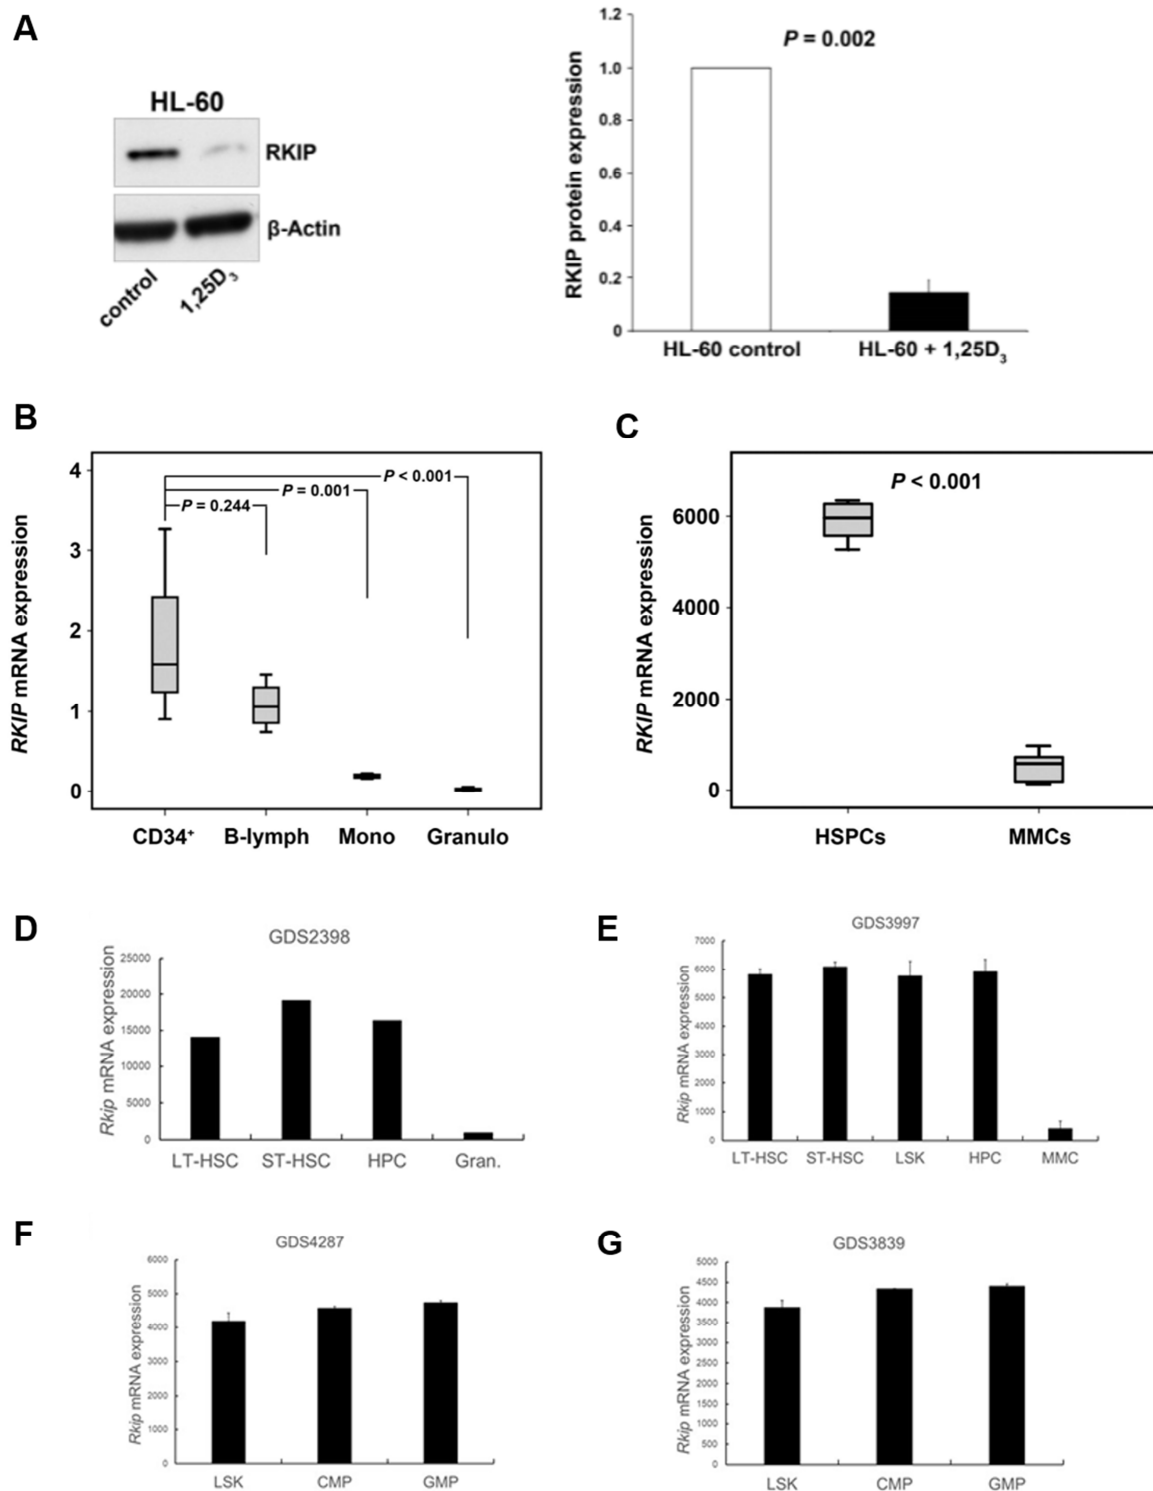 A
HL-60
RKIP
β-Actin
control
1,25D₃
RKIP protein expression
1.2
1.0
0.8
0.6
0.4
0.2
0
P = 0.002
HL-60 control
HL-60 + 1,25D₃
B
RKIP mRNA expression
4
3
2
1
0
P < 0.001
P = 0.001
P = 0.244
CD34⁺ B-lymph Mono Granulo
C
RKIP mRNA expression
6000
4000
2000
0
P < 0.001
HSPCs MMCs
D
GDS2398
Rkip mRNA expression
25000
20000
15000
10000
5000
0
LT-HSC ST-HSC HPC Gran.
E
GDS3997
Rkip mRNA expression
7000
6000
5000
4000
3000
2000
1000
0
LT-HSC ST-HSC LSK HPC MMC
F
GDS4287
Rkip mRNA expression
6000
5000
4000
3000
2000
1000
0
LSK CMP GMP
G
GDS3839
Rkip mRNA expression
5000
4500
4000
3500
3000
2500
2000
1500
1000
500
0
LSK CMP GMP